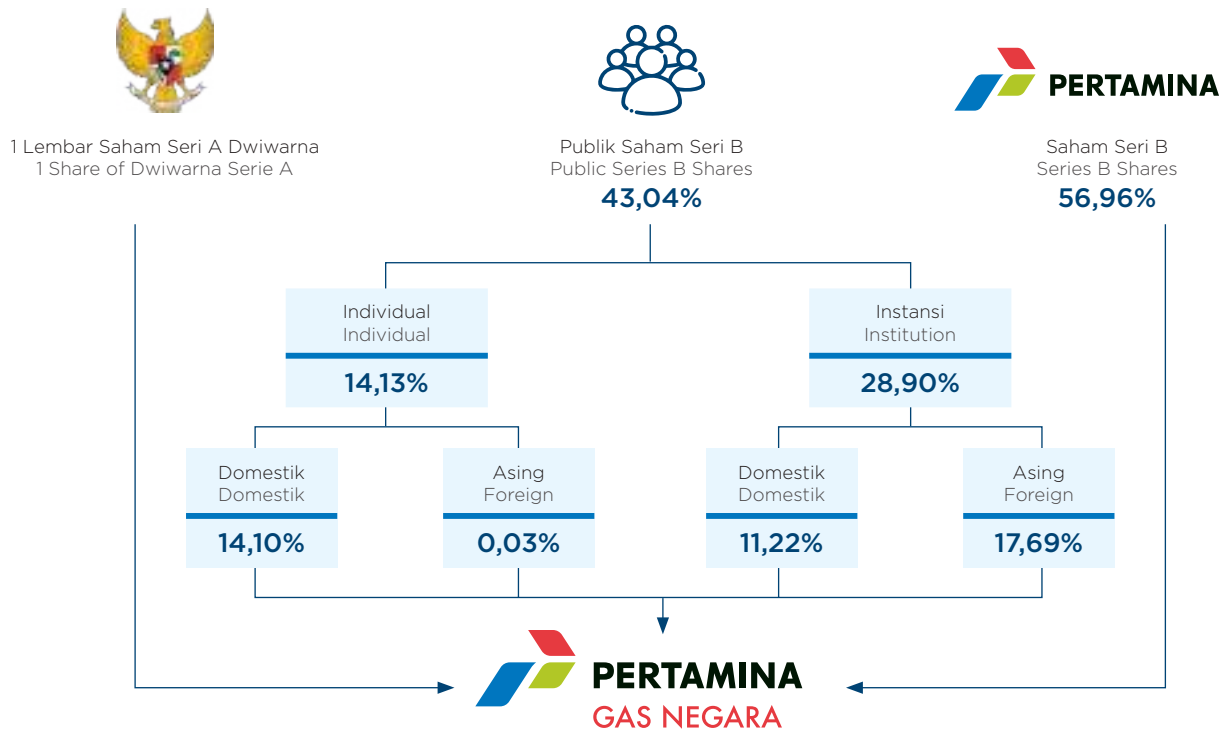 1 Lembar Saham Seri A Dwiwarna
1 Share of Dwiwarna Serie A
Publik Saham Seri B
Public Series B Shares
43,04%
PERTAMINA
Saham Seri B
Series B Shares
56,96%
Individual
Individual
14,13%
Instansi
Institution
28,90%
Domestik
Domestik
14,10%
Asing
Foreign
0,03%
Domestik
Domestik
11,22%
Asing
Foreign
17,69%
PERTAMINA
GAS NEGARA